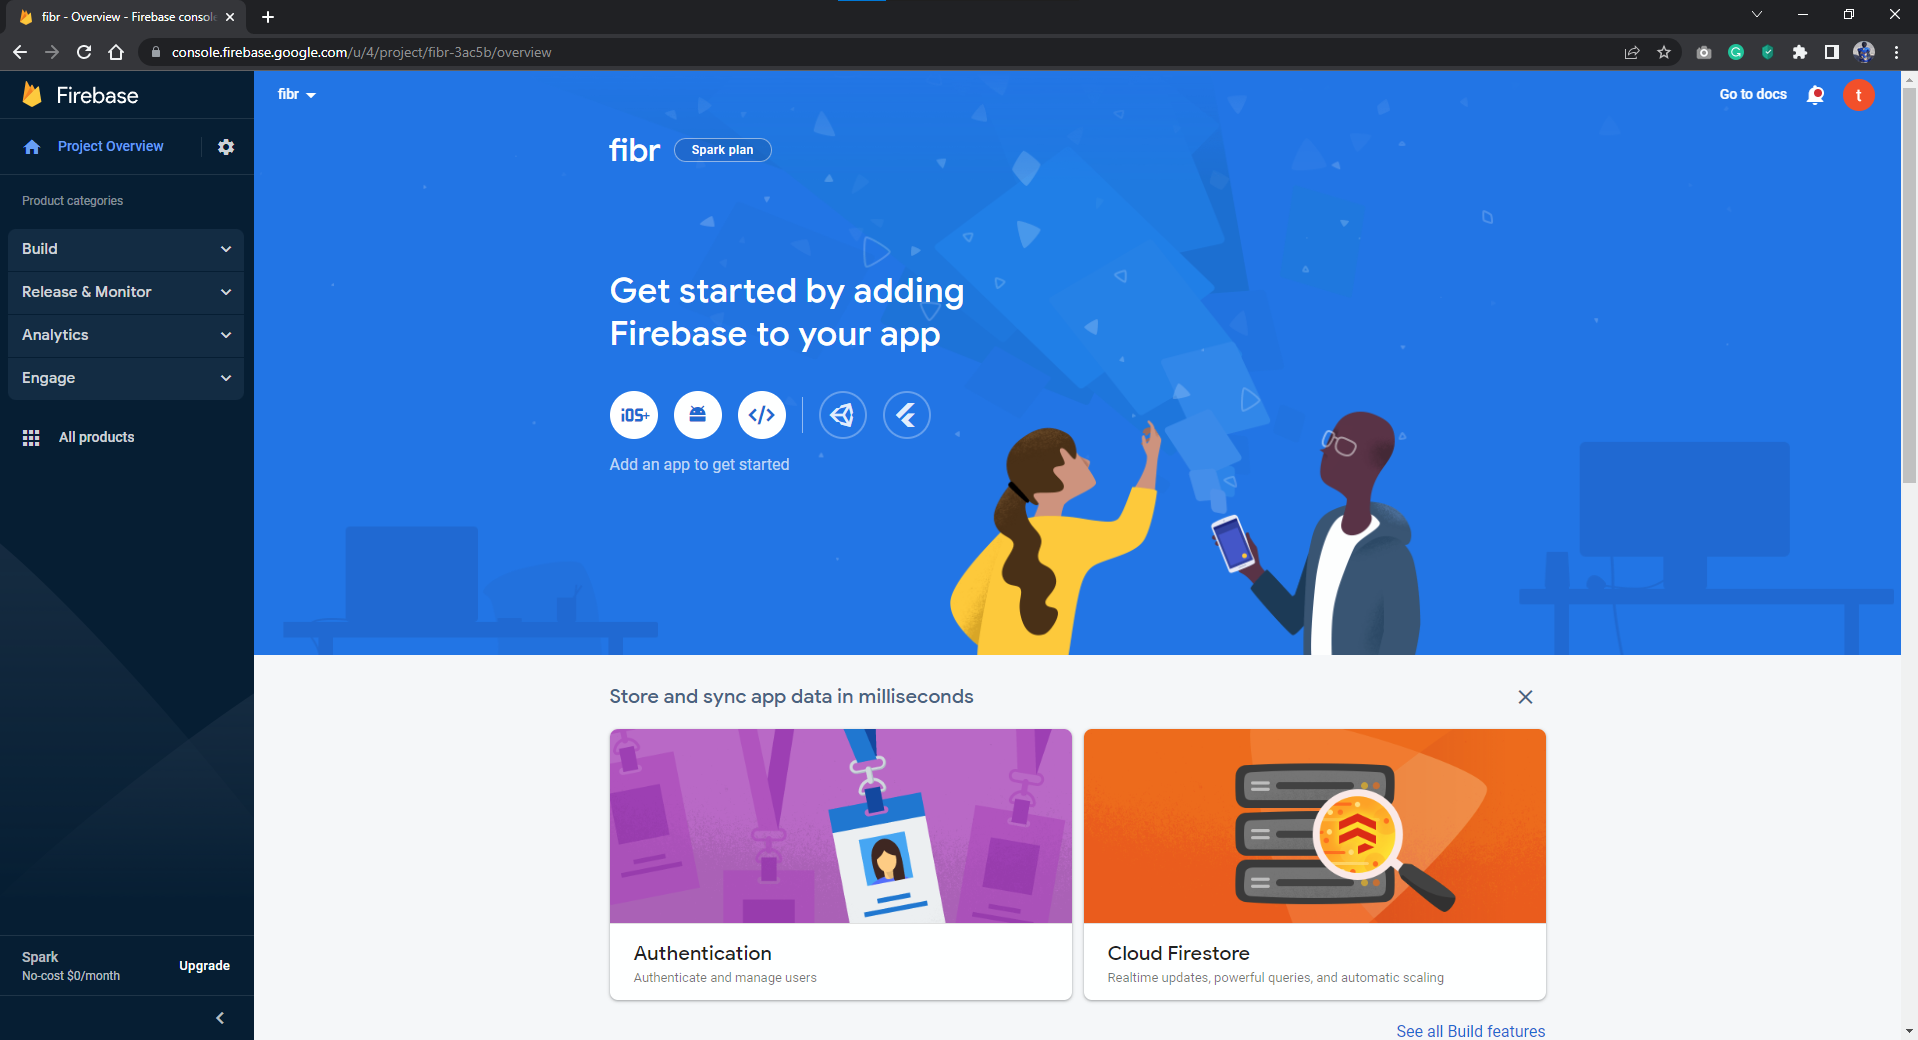 fibr - Overview - Firebase console
console.firebase.google.com/u/4/project/fibr-3ac5b/overview
Firebase
Project Overview
Product categories
Build
Release & Monitor
Analytics
Engage
All products
Spark
No-cost $0/month
Upgrade
fibr
Go to docs
t
fibr
Spark plan
Get started by adding
Firebase to your app
iOS+
</>
Add an app to get started
Store and sync app data in milliseconds
Authentication
Authenticate and manage users
Cloud Firestore
Realtime updates, powerful queries, and automatic scaling
See all Build features